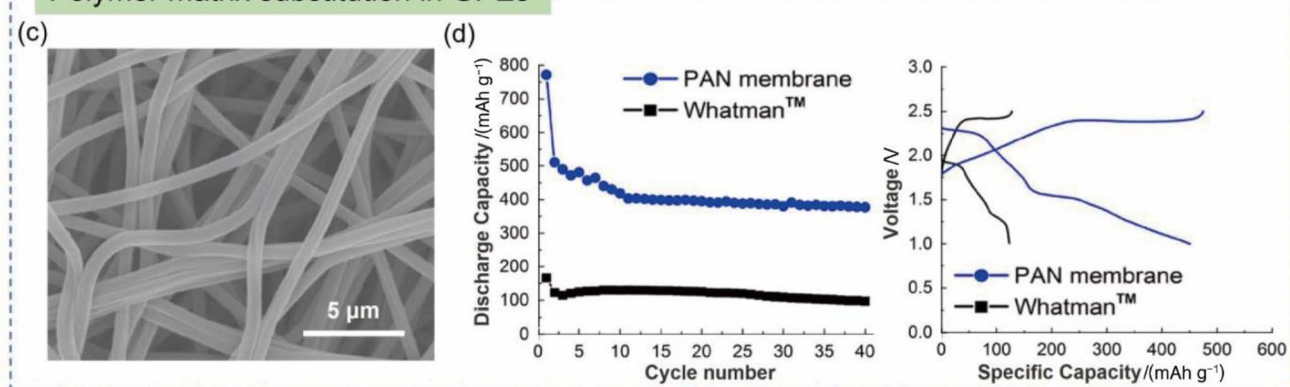 (c)
5 µm
(d)
Discharge Capacity /(mAh g⁻¹)
800
700
600
500
400
300
200
100
0
PAN membrane
Whatman™
0 5 10 15 20 25 30 35 40
Cycle number
Voltage /V
3.0
2.5
2.0
1.5
1.0
0.5
0.0
PAN membrane
Whatman™
0 100 200 300 400 500 600
Specific Capacity /(mAh g⁻¹)